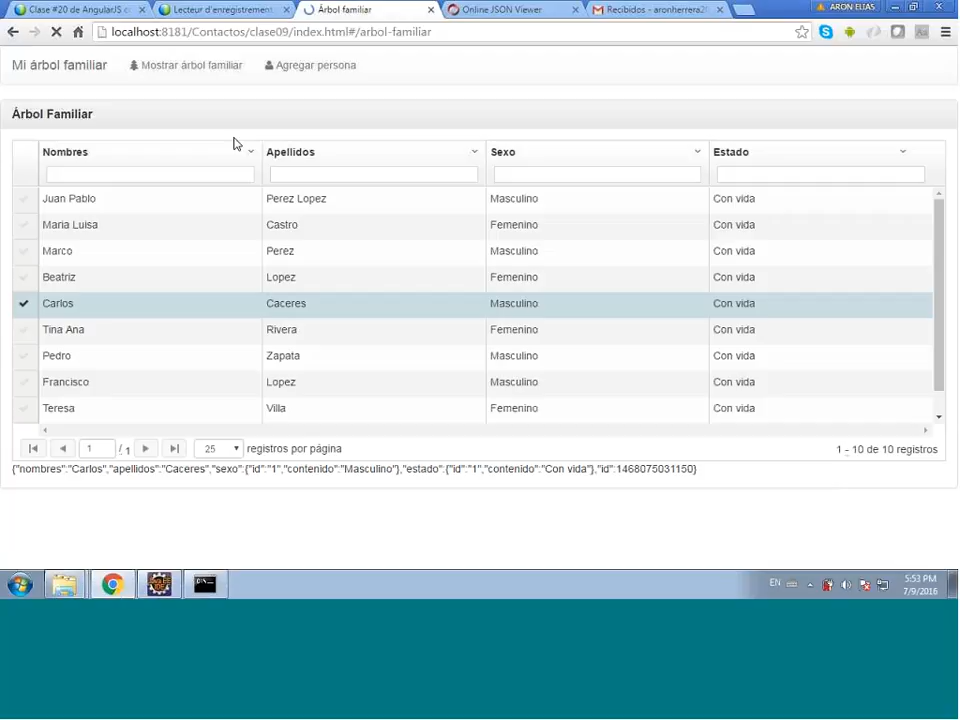 Clase #20 de AngularJS
Lecteur d'enregistrement
Árbol familiar
Online JSON Viewer
Recibidos - aronherrera20
ARON ELIAS
localhost:8181/Contactos/clase09/index.html#/arbol-familiar
Mi árbol familiar Mostrar árbol familiar Agregar persona
Árbol Familiar
Nombres Apellidos Sexo Estado
Juan Pablo Perez Lopez Masculino Con vida
Maria Luisa Castro Femenino Con vida
Marco Perez Masculino Con vida
Beatriz Lopez Femenino Con vida
Carlos Caceres Masculino Con vida
Tina Ana Rivera Femenino Con vida
Pedro Zapata Masculino Con vida
Francisco Lopez Masculino Con vida
Teresa Villa Femenino Con vida
1 / 1 25 registros por página 1 - 10 de 10 registros
{"nombres":"Carlos","apellidos":"Caceres","sexo":{"id":"1","contenido":"Masculino"},"estado":{"id":"1","contenido":"Con vida"},"id":1468075031150}
EN 5:53 PM
7/9/2016